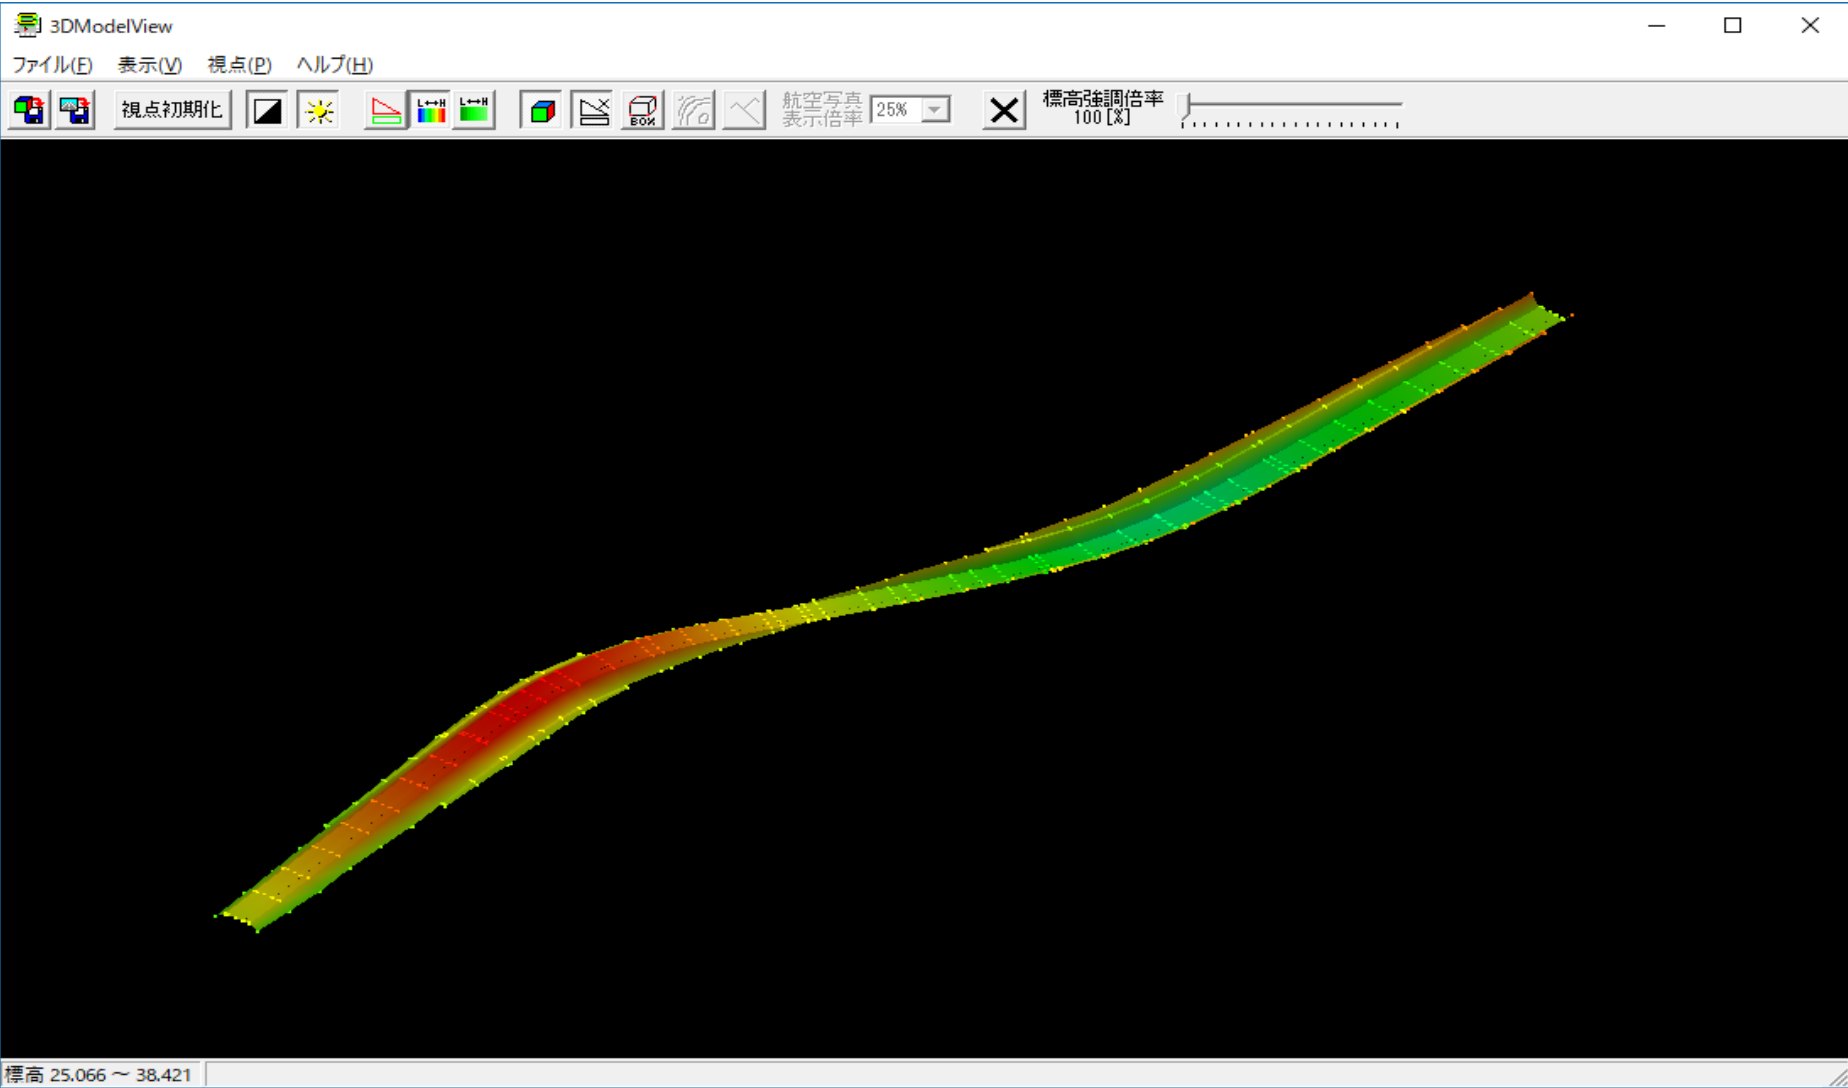 3DModelView
ファイル(F) 表示(V) 視点(P) ヘルプ(H)
視点初期化 L↔H L↔H BOX 航空写真 25% 標高強調倍率
表示倍率 100[%]
標高 25.066 ～ 38.421